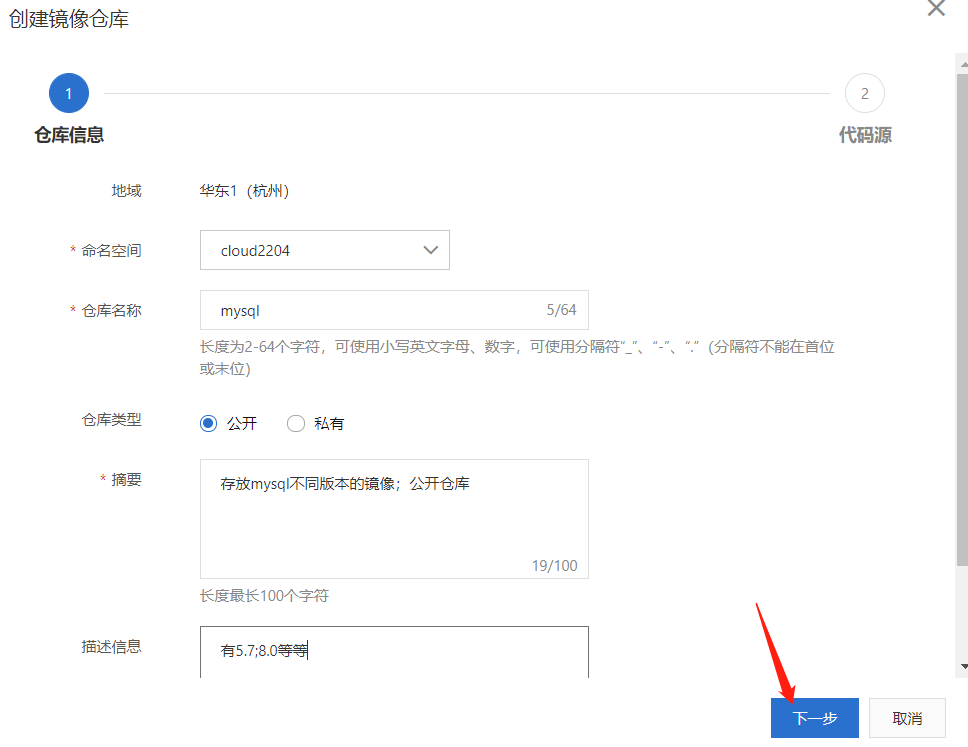 创建镜像仓库
1
2
仓库信息
代码源
地域
华东1（杭州）
* 命名空间
cloud2204
* 仓库名称
mysql
5/64
长度为2-64个字符，可使用小写英文字母、数字，可使用分隔符“_”、“-”、“.”（分隔符不能在首位
或末位）
仓库类型
公开
私有
* 摘要
存放mysql不同版本的镜像；公开仓库
19/100
长度最长100个字符
描述信息
有5.7;8.0等等
下一步
取消